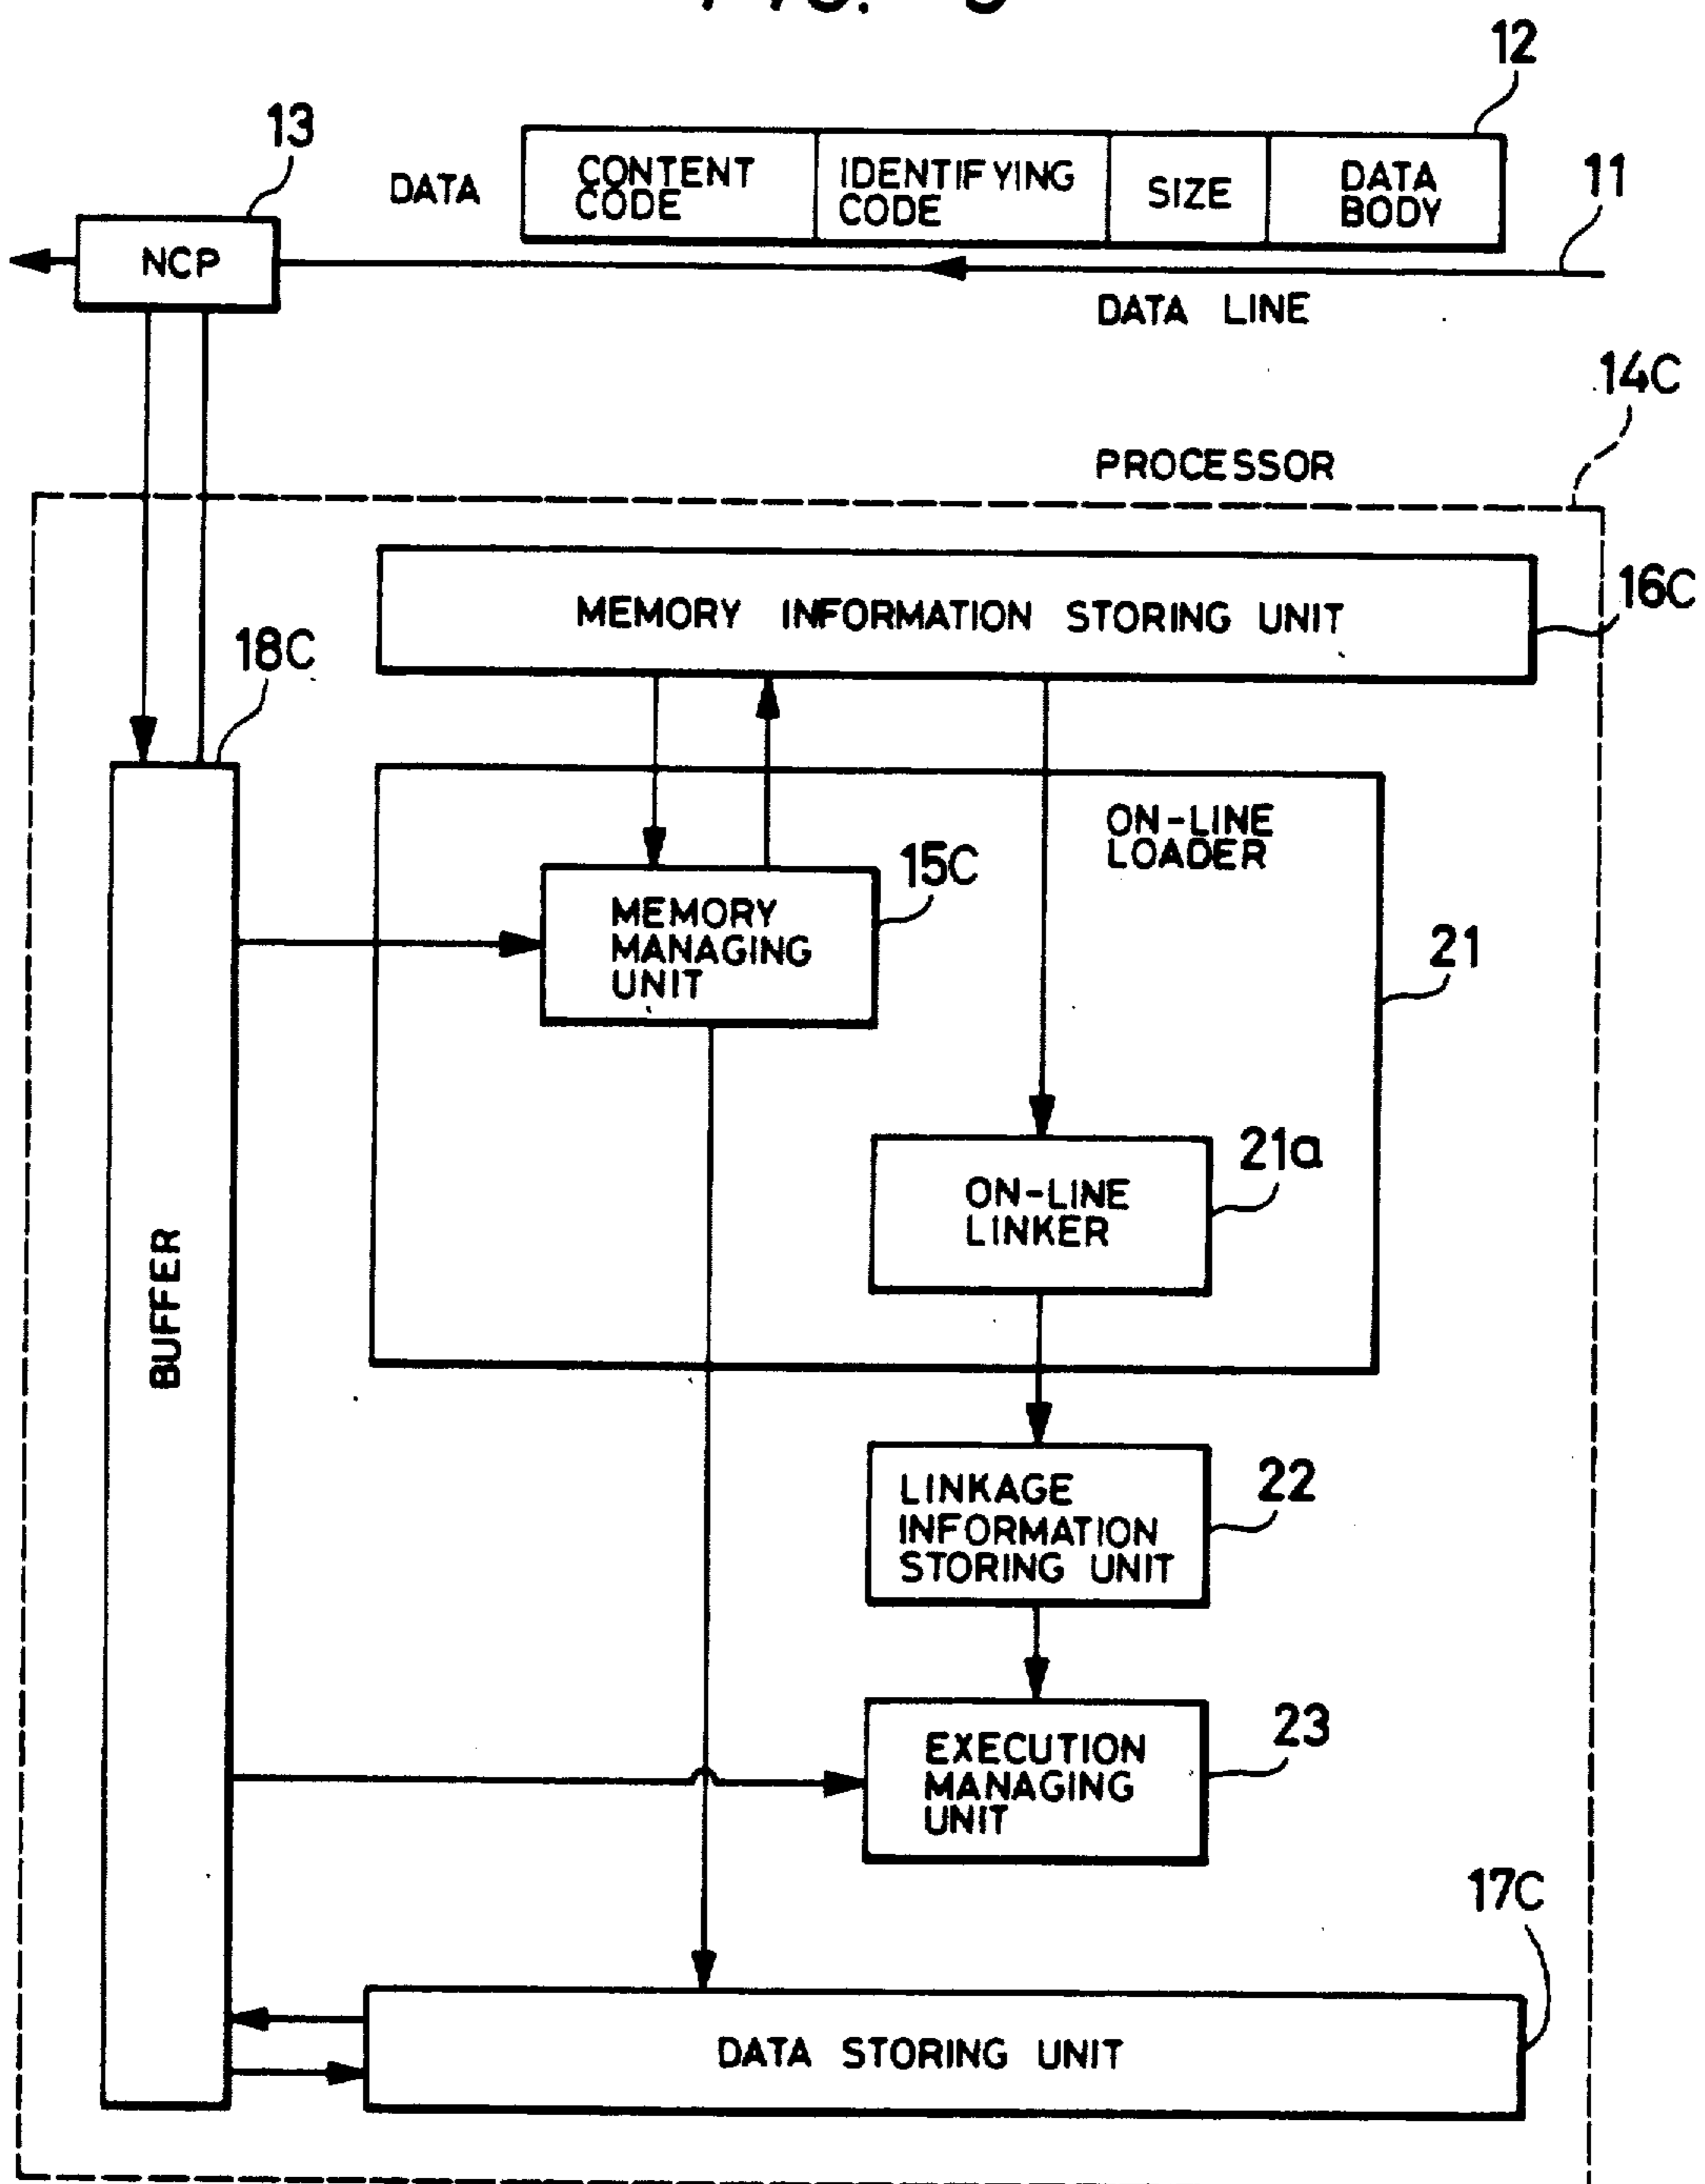 12
13
DATA
CONTENT
CODE
IDENTIFYING
CODE
SIZE
DATA
BODY
11
NCP
DATA LINE
14C
PROCESSOR
MEMORY INFORMATION STORING UNIT
16C
18C
ON-LINE
LOADER
15C
MEMORY
MANAGING
UNIT
21
21a
ON-LINE
LINKER
BUFFER
LINKAGE
INFORMATION
STORING UNIT
22
EXECUTION
MANAGING
UNIT
23
17C
DATA STORING UNIT